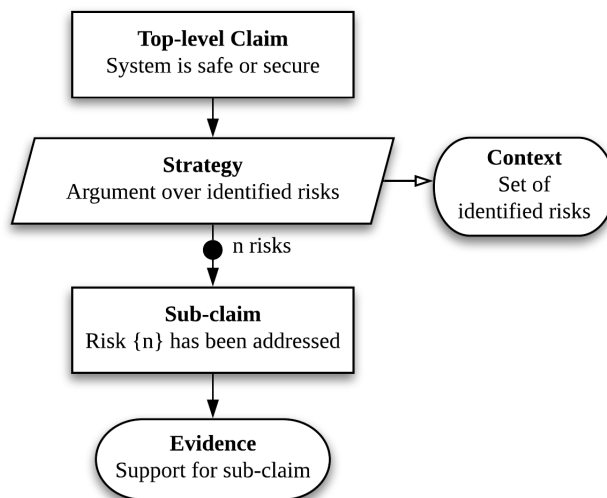 Top-level Claim
System is safe or secure
Strategy
Argument over identified risks
Context
Set of
identified risks
n risks
Sub-claim
Risk {n} has been addressed
Evidence
Support for sub-claim